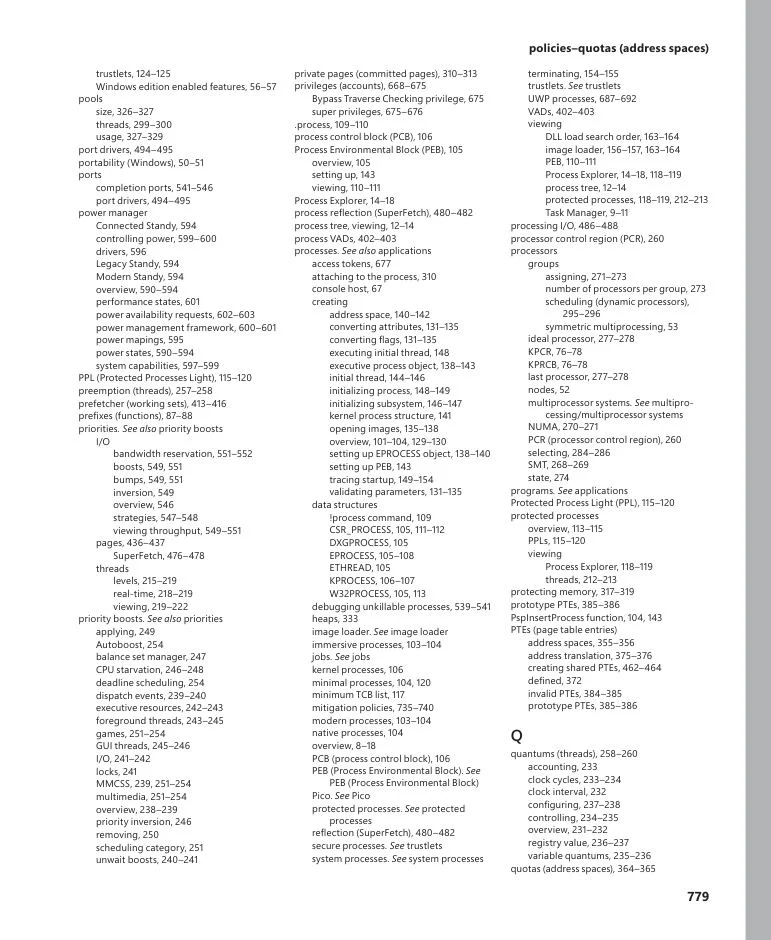 policies–quotas (address spaces)
trustlets, 124–125
Windows edition enabled features, 56–57
pools
size, 326–327
threads, 299–300
usage, 327–329
port drivers, 494–495
portability (Windows), 50–51
ports
completion ports, 541–546
port drivers, 494–495
power manager
Connected Standy, 594
controlling power, 599–600
drivers, 596
Legacy Standy, 594
Modern Standy, 594
overview, 590–594
performance states, 601
power availability requests, 602–603
power management framework, 600–601
power mapings, 595
power states, 590–594
system capabilities, 597–599
PPL (Protected Processes Light), 115–120
preemption (threads), 257–258
prefetcher (working sets), 413–416
prefixes (functions), 87–88
priorities. See also priority boosts
I/O
bandwidth reservation, 551–552
boosts, 549, 551
bumps, 549, 551
inversion, 549
overview, 546
strategies, 547–548
viewing throughput, 549–551
pages, 436–437
SuperFetch, 476–478
threads
levels, 215–219
real-time, 218–219
viewing, 219–222
priority boosts. See also priorities
applying, 249
Autoboost, 254
balance set manager, 247
CPU starvation, 246–248
deadline scheduling, 254
dispatch events, 239–240
executive resources, 242–243
foreground threads, 243–245
games, 251–254
GUI threads, 245–246
I/O, 241–242
locks, 241
MMCSS, 239, 251–254
multimedia, 251–254
overview, 238–239
priority inversion, 246
removing, 250
scheduling category, 251
unwait boosts, 240–241
private pages (committed pages), 310–313
privileges (accounts), 668–675
Bypass Traverse Checking privilege, 675
super privileges, 675–676
.process, 109–110
process control block (PCB), 106
Process Environmental Block (PEB), 105
overview, 105
setting up, 143
viewing, 110–111
Process Explorer, 14–18
process reflection (SuperFetch), 480–482
process tree, viewing, 12–14
process VADs, 402–403
processes. See also applications
access tokens, 677
attaching to the process, 310
console host, 67
creating
address space, 140–142
converting attributes, 131–135
converting flags, 131–135
executing initial thread, 148
executive process object, 138–143
initial thread, 144–146
initializing process, 148–149
initializing subsystem, 146–147
kernel process structure, 141
opening images, 135–138
overview, 101–104, 129–130
setting up EPROCESS object, 138–140
setting up PEB, 143
tracing startup, 149–154
validating parameters, 131–135
data structures
!process command, 109
CSR_PROCESS, 105, 111–112
DXGPROCESS, 105
EPROCESS, 105–108
ETHREAD, 105
KPROCESS, 106–107
W32PROCESS, 105, 113
debugging unkillable processes, 539–541
heaps, 333
image loader. See image loader
immersive processes, 103–104
jobs. See jobs
kernel processes, 106
minimal processes, 104, 120
minimum TCB list, 117
mitigation policies, 735–740
modern processes, 103–104
native processes, 104
overview, 8–18
PCB (process control block), 106
PEB (Process Environmental Block). See
PEB (Process Environmental Block)
Pico. See Pico
protected processes. See protected
processes
reflection (SuperFetch), 480–482
secure processes. See trustlets
system processes. See system processes
terminating, 154–155
trustlets. See trustlets
UWP processes, 687–692
VADs, 402–403
viewing
DLL load search order, 163–164
image loader, 156–157, 163–164
PEB, 110–111
Process Explorer, 14–18, 118–119
process tree, 12–14
protected processes, 118–119, 212–213
Task Manager, 9–11
processing I/O, 486–488
processor control region (PCR), 260
processors
groups
assigning, 271–273
number of processors per group, 273
scheduling (dynamic processors),
295–296
symmetric multiprocessing, 53
ideal processor, 277–278
KPCR, 76–78
KPRCB, 76–78
last processor, 277–278
nodes, 52
multiprocessor systems. See multipro-
cessing/multiprocessor systems
NUMA, 270–271
PCR (processor control region), 260
selecting, 284–286
SMT, 268–269
state, 274
programs. See applications
Protected Process Light (PPL), 115–120
protected processes
overview, 113–115
PPLs, 115–120
viewing
Process Explorer, 118–119
threads, 212–213
protecting memory, 317–319
prototype PTEs, 385–386
PspInsertProcess function, 104, 143
PTEs (page table entries)
address spaces, 355–356
address translation, 375–376
creating shared PTEs, 462–464
defined, 372
invalid PTEs, 384–385
prototype PTEs, 385–386
Q
quantums (threads), 258–260
accounting, 233
clock cycles, 233–234
clock interval, 232
configuring, 237–238
controlling, 234–235
overview, 231–232
registry value, 236–237
variable quantums, 235–236
quotas (address spaces), 364–365
779